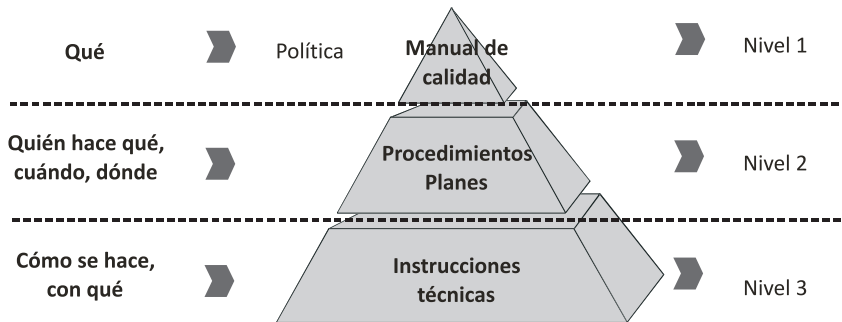 Qué
Política
Manual de
calidad
Nivel 1
Quién hace qué,
cuándo, dónde
Procedimientos
Planes
Nivel 2
Cómo se hace,
con qué
Instrucciones
técnicas
Nivel 3